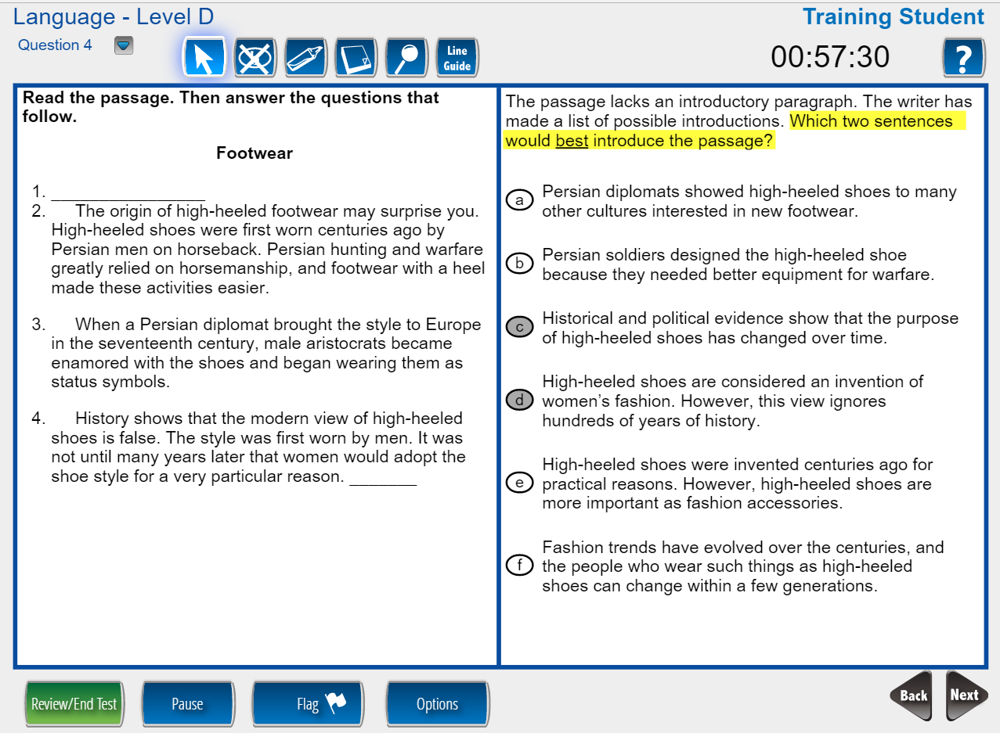 Language - Level D
Training Student
Question 4
Line
Guide
00:57:30
?
Read the passage. Then answer the questions that
follow.
Footwear
1. ________________
2. The origin of high-heeled footwear may surprise you.
High-heeled shoes were first worn centuries ago by
Persian men on horseback. Persian hunting and warfare
greatly relied on horsemanship, and footwear with a heel
made these activities easier.
3. When a Persian diplomat brought the style to Europe
in the seventeenth century, male aristocrats became
enamored with the shoes and began wearing them as
status symbols.
4. History shows that the modern view of high-heeled
shoes is false. The style was first worn by men. It was
not until many years later that women would adopt the
shoe style for a very particular reason. _______
The passage lacks an introductory paragraph. The writer has
made a list of possible introductions. Which two sentences
would best introduce the passage?
a Persian diplomats showed high-heeled shoes to many
other cultures interested in new footwear.
b Persian soldiers designed the high-heeled shoe
because they needed better equipment for warfare.
c Historical and political evidence show that the purpose
of high-heeled shoes has changed over time.
d High-heeled shoes are considered an invention of
women's fashion. However, this view ignores
hundreds of years of history.
e High-heeled shoes were invented centuries ago for
practical reasons. However, high-heeled shoes are
more important as fashion accessories.
f Fashion trends have evolved over the centuries, and
the people who wear such things as high-heeled
shoes can change within a few generations.
Review/End Test
Pause
Flag
Options
Back
Next